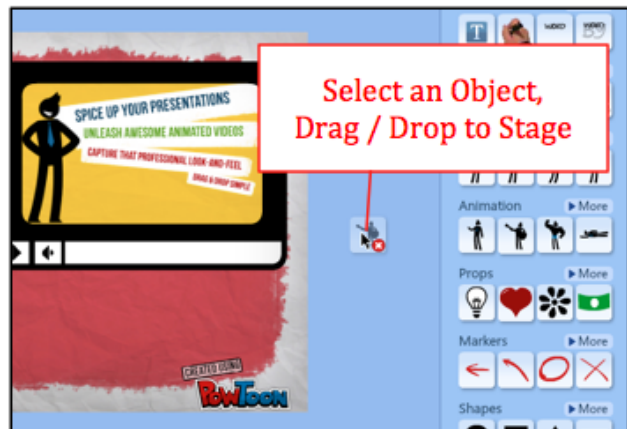 T
WORD
Select an Object,
Drag / Drop to Stage
SPICE UP YOUR PRESENTATIONS
UNLEASH AWESOME ANIMATED VIDEOS
CAPTURE THAT PROFESSIONAL LOOK-AND-FEEL
DRAG & DROP SIMPLE
Animation
More
Props
More
Markers
More
CREATED USING
POWTOON
Shapes
More